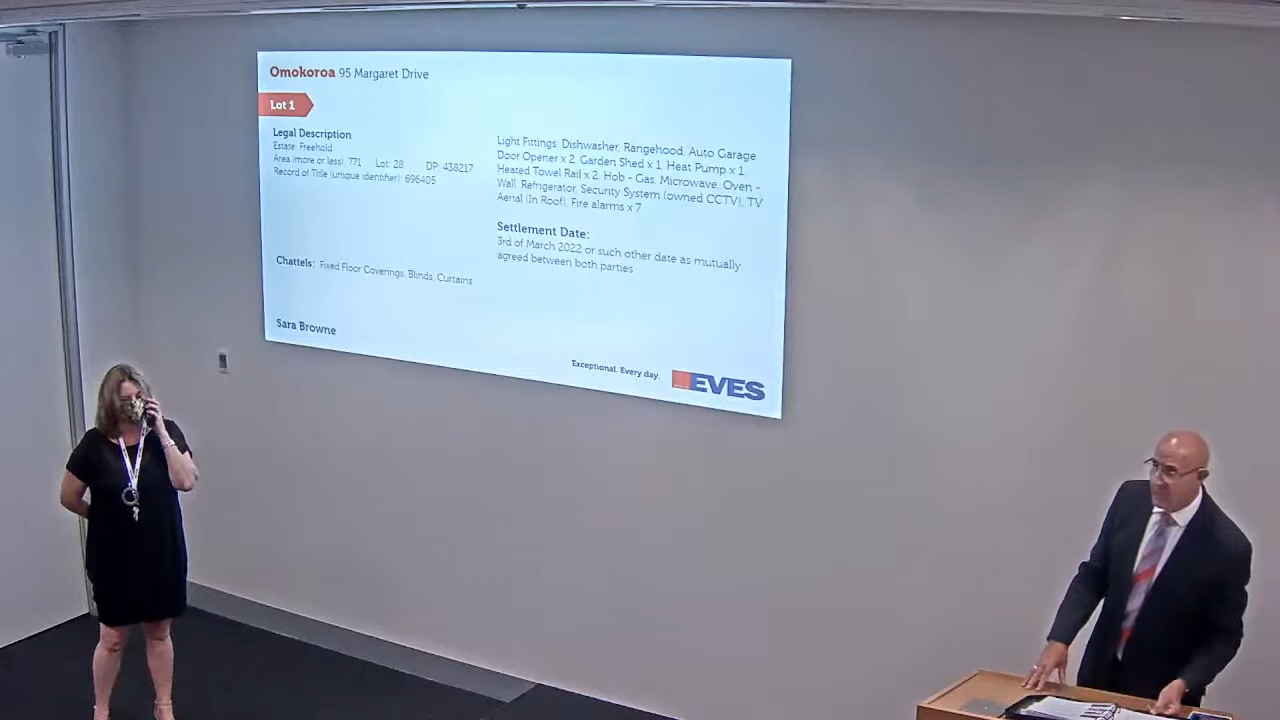 Omokoroa 95 Margaret Drive
Lot 1
Legal Description
Estate: Freehold
Area (more or less): 771 Lot: 28 DP: 438217
Record of Title (unique identifier): 696405
Chattels: Fixed Floor Coverings, Blinds, Curtains
Light Fittings, Dishwasher, Rangehood, Auto Garage
Door Opener x 2, Garden Shed x 1, Heat Pump x 1,
Heated Towel Rail x 2, Hob - Gas, Microwave, Oven -
Wall, Refrigerator, Security System (owned CCTV), TV
Aerial (In Roof), Fire alarms x 7
Settlement Date:
3rd of March 2022 or such other date as mutually
agreed between both parties
Sara Browne
Exceptional. Every day.
EVES